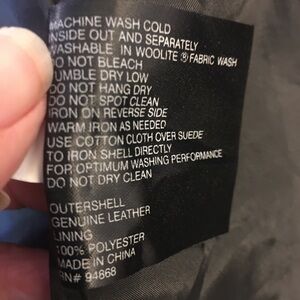 MACHINE WASH COLD
INSIDE OUT AND SEPARATELY
WASHABLE IN WOOLITE ® FABRIC WASH
DO NOT BLEACH
TUMBLE DRY LOW
DO NOT HANG DRY
DO NOT SPOT CLEAN
IRON ON REVERSE SIDE
WARM IRON AS NEEDED
USE COTTON CLOTH OVER SUEDE
TO IRON SHELL DIRECTLY
FOR OPTIMUM WASHING PERFORMANCE
DO NOT DRY CLEAN
OUTERSHELL
GENUINE LEATHER
LINING
100% POLYESTER
MADE IN CHINA
RN# 94868